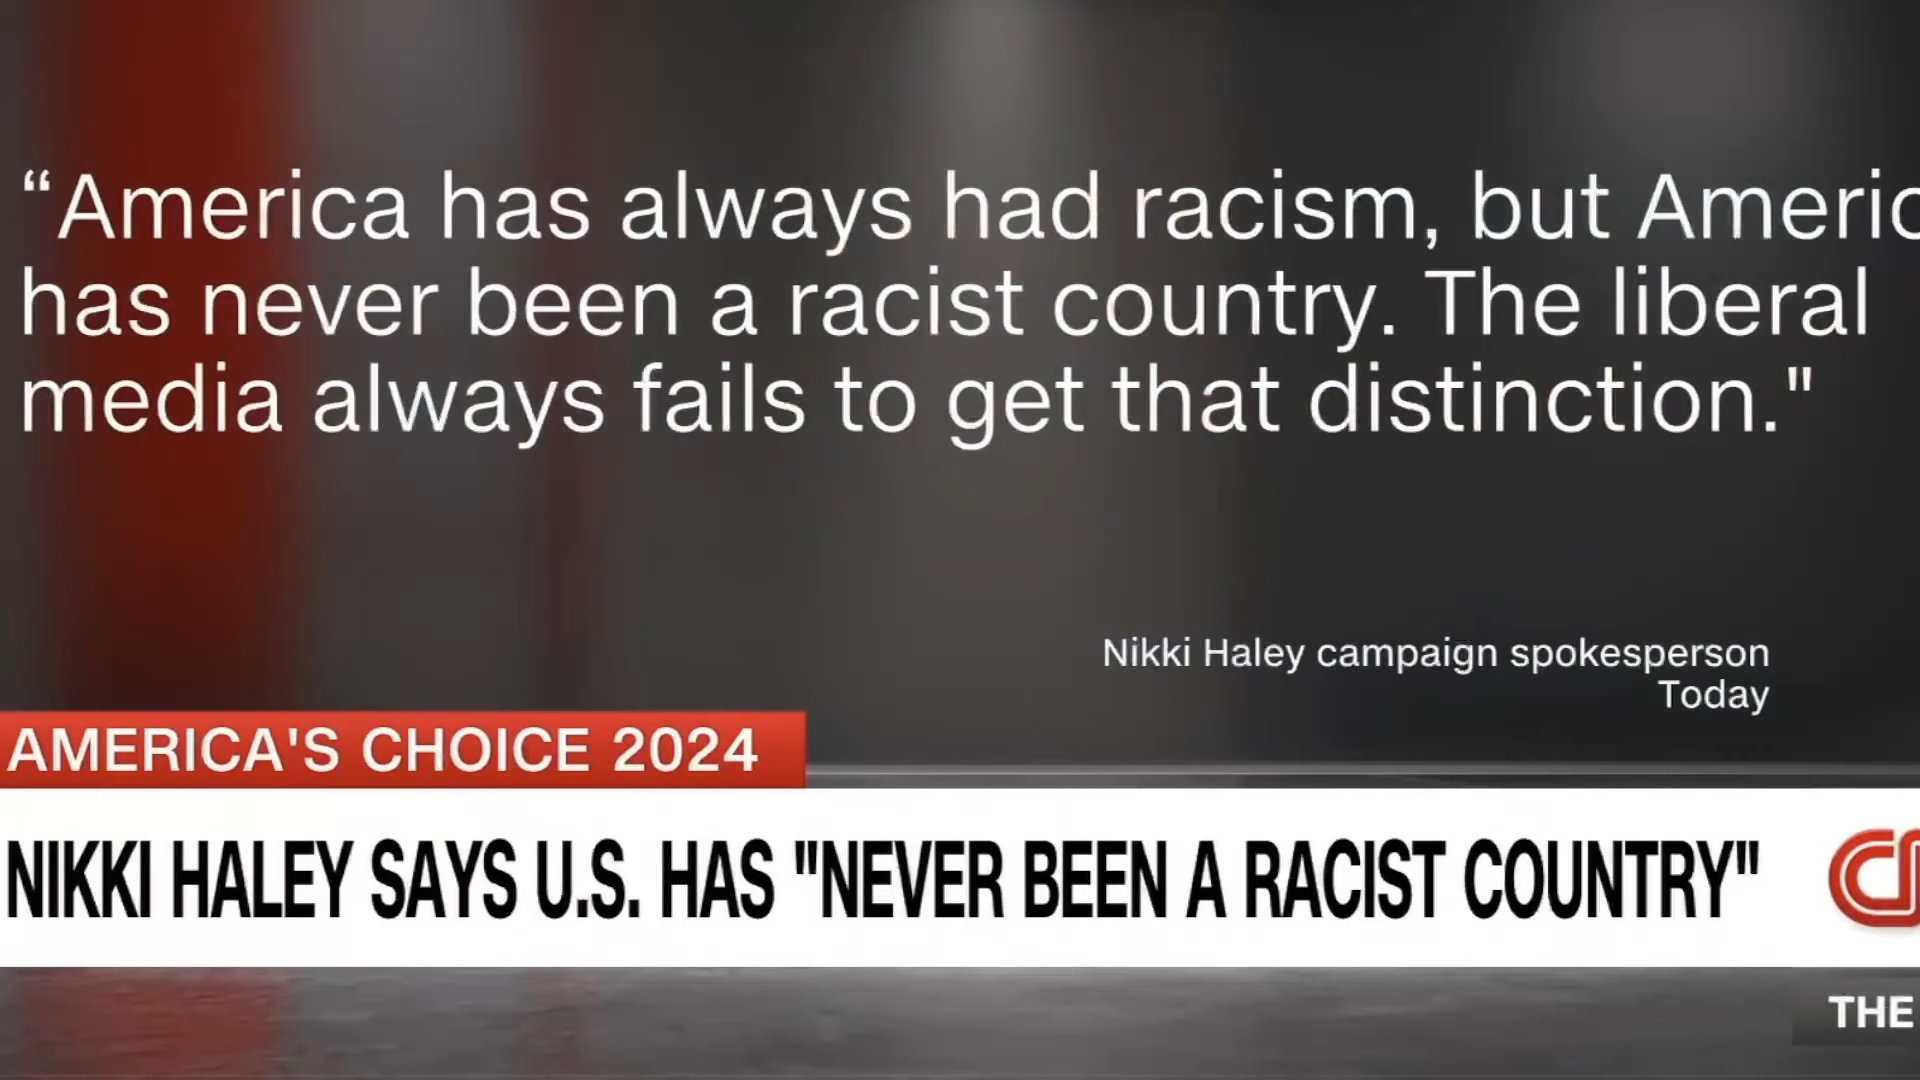 “America has always had racism, but Americ
has never been a racist country. The liberal
media always fails to get that distinction."
Nikki Haley campaign spokesperson
Today
AMERICA'S CHOICE 2024
NIKKI HALEY SAYS U.S. HAS "NEVER BEEN A RACIST COUNTRY"
THE